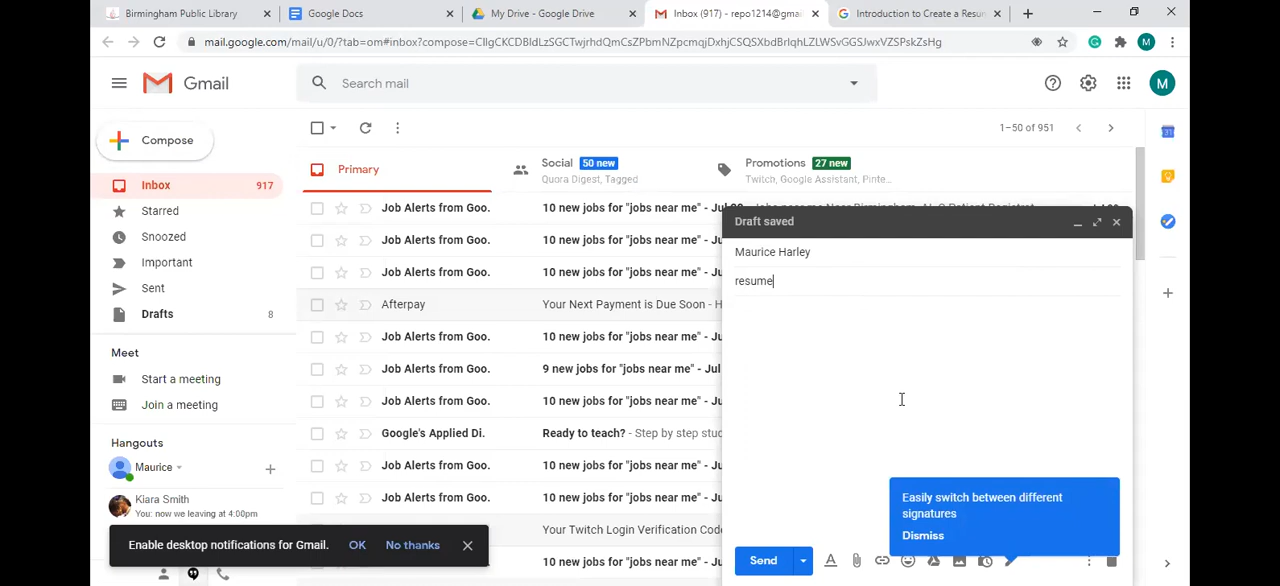 Birmingham Public Library
Google Docs
My Drive - Google Drive
Inbox (917) - repo1214@gmai
Introduction to Create a Resu
mail.google.com/mail/u/0/?tab=om#inbox?compose=CllgCKCDBldLzSGCTwjrhdQmCsZPbmNZpcmqjDxhjCSQSXbdBrlqhLZLWSvGGSJwxVZSPskZsHg
M
Gmail
Search mail
M
Compose
1–50 of 951
Inbox 917
Starred
Snoozed
Important
Sent
Drafts 8
Meet
Start a meeting
Join a meeting
Hangouts
Maurice
Kiara Smith
You: now we leaving at 4:00pm
Primary
Social 50 new
Quora Digest, Tagged
Promotions 27 new
Twitch, Google Assistant, Pinte...
Job Alerts from Goo. 10 new jobs for "jobs near me" - Jul
Job Alerts from Goo. 10 new jobs for "jobs near me" - Ju
Job Alerts from Goo. 10 new jobs for "jobs near me" - Ju
Afterpay Your Next Payment is Due Soon - H
Job Alerts from Goo. 10 new jobs for "jobs near me" - Ju
Job Alerts from Goo. 9 new jobs for "jobs near me" - Jul
Job Alerts from Goo. 10 new jobs for "jobs near me" - Ju
Google's Applied Di. Ready to teach? - Step by step stud
Job Alerts from Goo. 10 new jobs for "jobs near me" - Ju
Job Alerts from Goo. 10 new jobs for "jobs near me" - Ju
Your Twitch Login Verification Code
10 new jobs for "jobs near me" - Ju
Draft saved
Maurice Harley
resume
Easily switch between different
signatures
Dismiss
Send
Enable desktop notifications for Gmail. OK No thanks